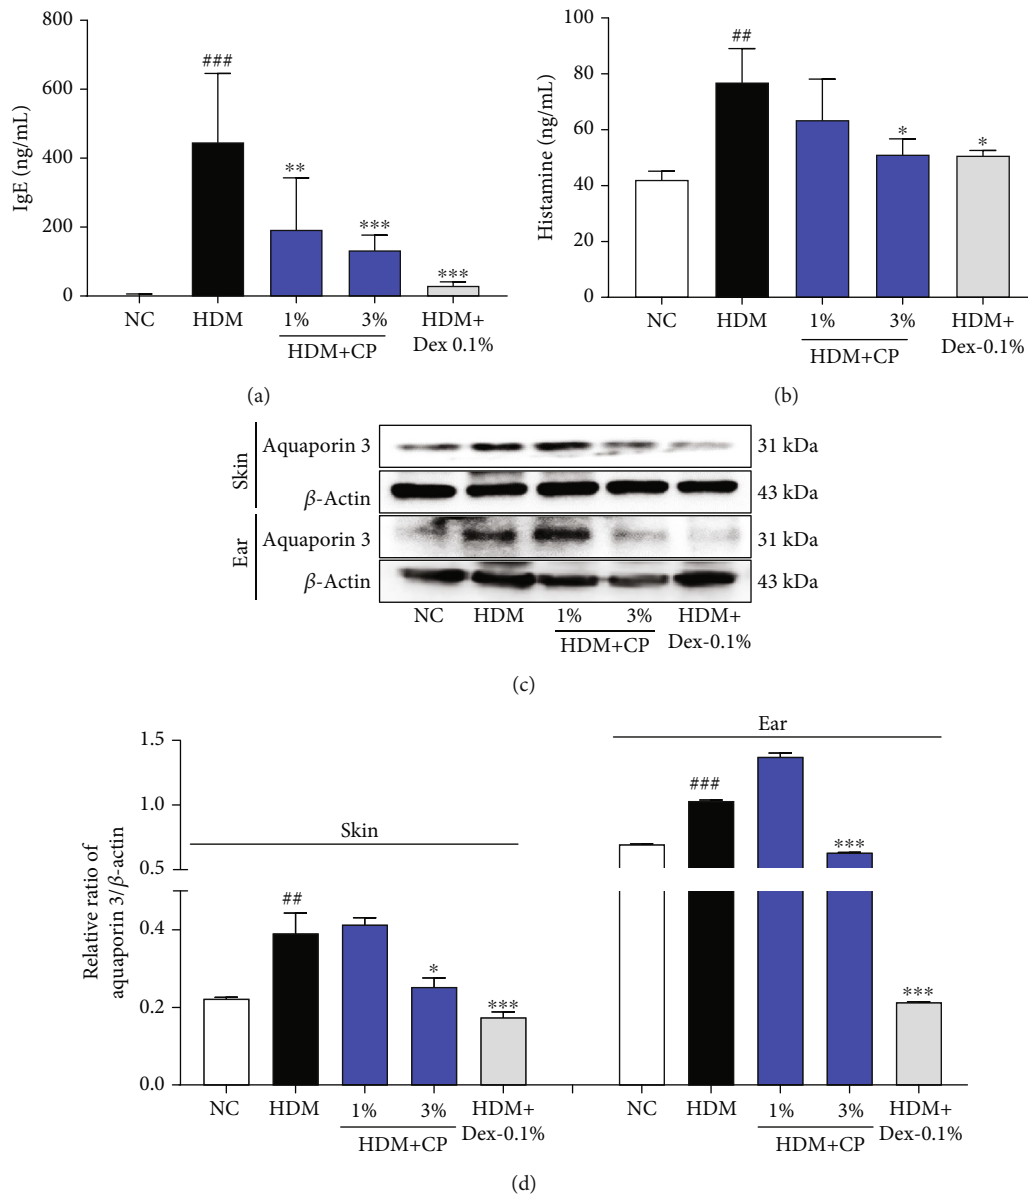 800
600
400
200
0
IgE (ng/mL)
###
**
***
***
NC
HDM
1%
3%
HDM+
Dex 0.1%
HDM+CP
(a)
100
80
60
40
20
0
Histamine (ng/mL)
##
*
*
NC
HDM
1%
3%
HDM+
Dex-0.1%
HDM+CP
(b)
Skin
Aquaporin 3
31 kDa
β-Actin
43 kDa
Ear
Aquaporin 3
31 kDa
β-Actin
43 kDa
NC
HDM
1%
3%
HDM+
Dex-0.1%
HDM+CP
(c)
Relative ratio of
aquaporin 3/β-actin
1.5
1.0
0.5
0.4
0.2
0.0
Skin
##
*
***
NC
HDM
1%
3%
HDM+
Dex-0.1%
HDM+CP
Ear
###
***
***
NC
HDM
1%
3%
HDM+
Dex-0.1%
HDM+CP
(d)